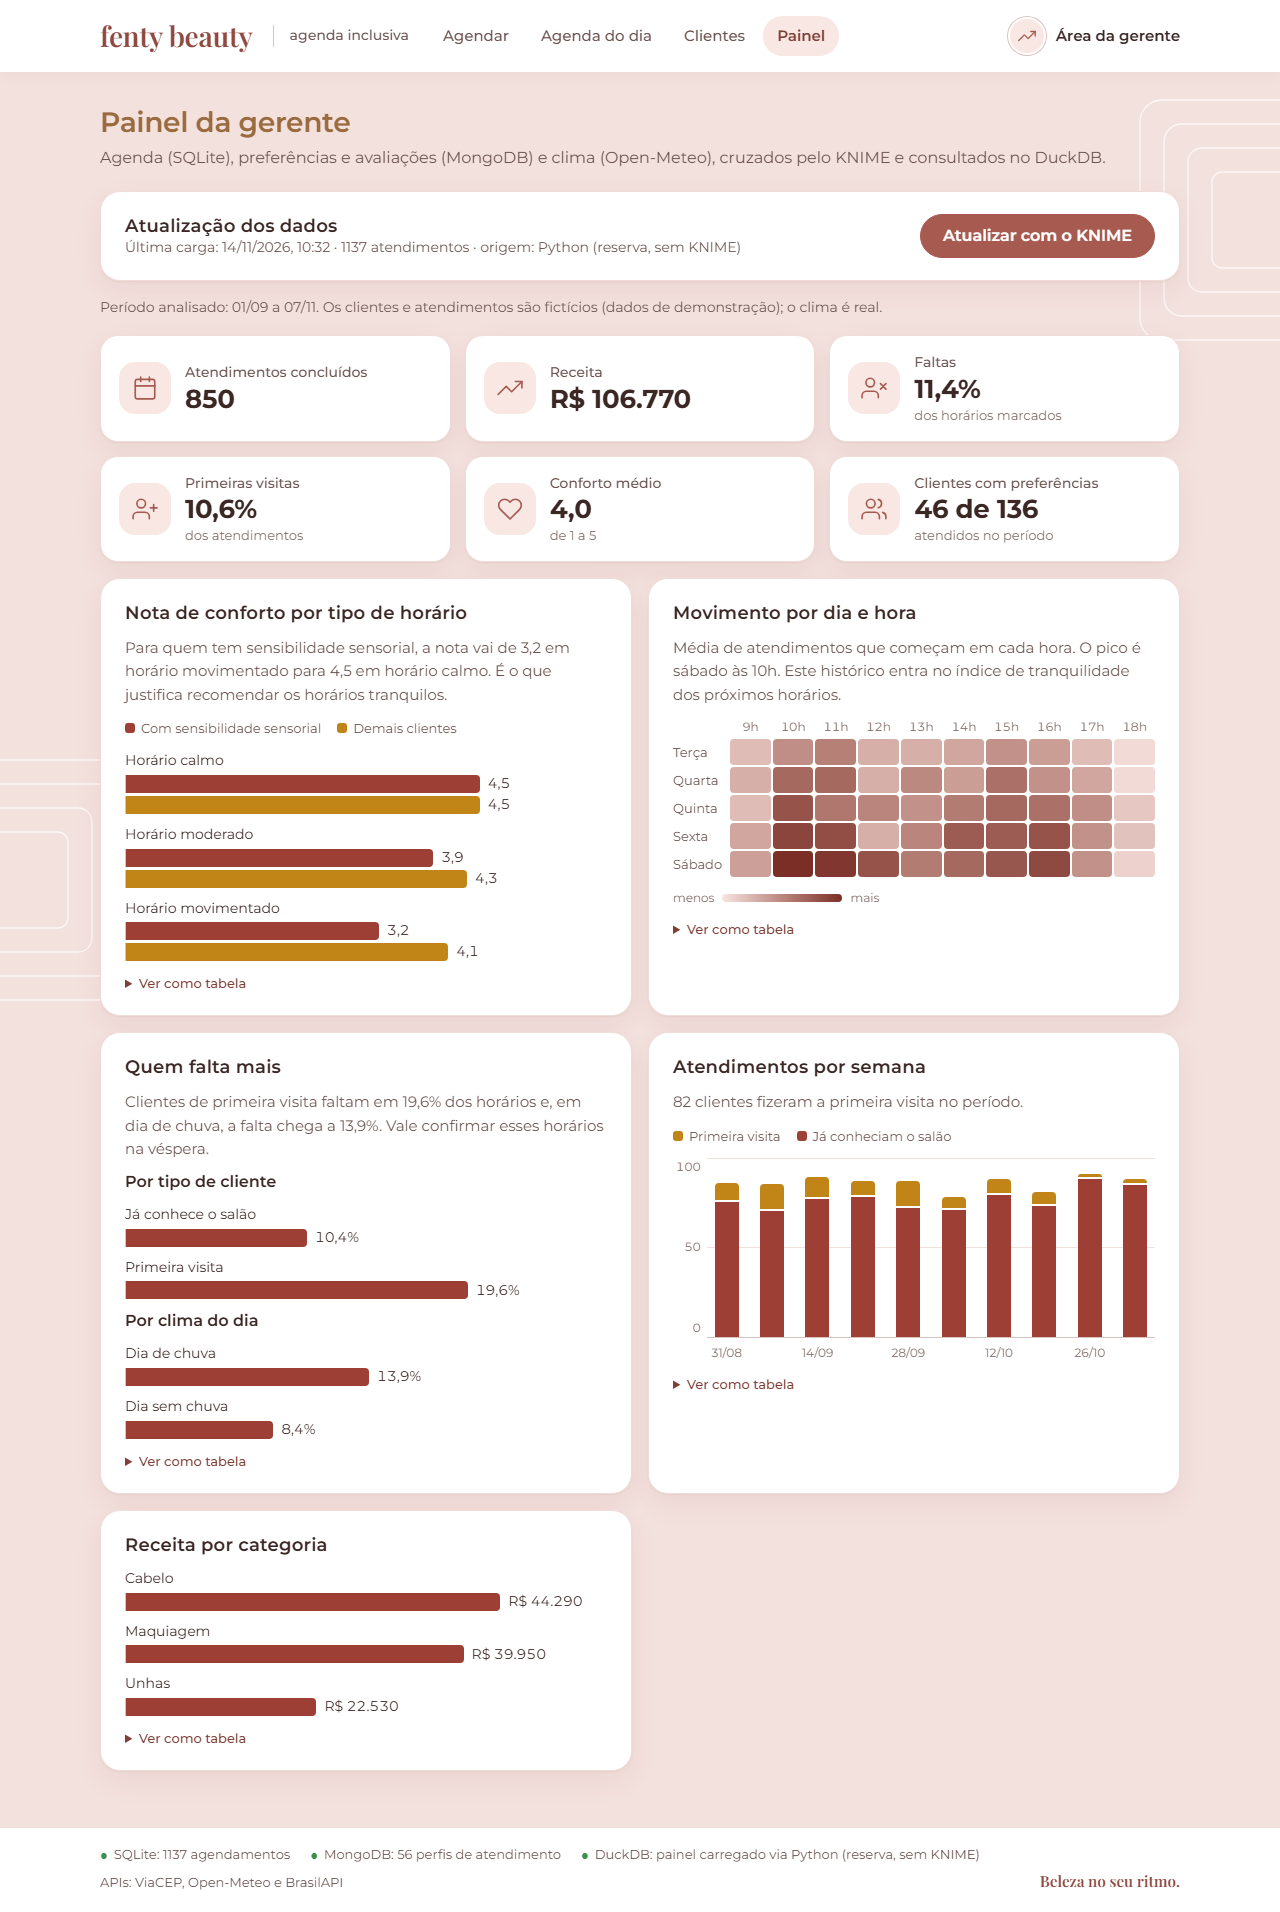 fenty beauty
agenda inclusiva
Agendar
Agenda do dia
Clientes
Painel
Área da gerente
Painel da gerente
Agenda (SQLite), preferências e avaliações (MongoDB) e clima (Open-Meteo), cruzados pelo KNIME e consultados no DuckDB.
Atualização dos dados
Última carga: 14/11/2026, 10:32 · 1137 atendimentos · origem: Python (reserva, sem KNIME)
Atualizar com o KNIME
Período analisado: 01/09 a 07/11. Os clientes e atendimentos são fictícios (dados de demonstração); o clima é real.
Atendimentos concluídos
850
Receita
R$ 106.770
Faltas
11,4%
dos horários marcados
Primeiras visitas
10,6%
dos atendimentos
Conforto médio
4,0
de 1 a 5
Clientes com preferências
46 de 136
atendidos no período
Nota de conforto por tipo de horário
Para quem tem sensibilidade sensorial, a nota vai de 3,2 em
horário movimentado para 4,5 em horário calmo. É o que
justifica recomendar os horários tranquilos.
Com sensibilidade sensorial
Demais clientes
Horário calmo
4,5
4,5
Horário moderado
3,9
4,3
Horário movimentado
3,2
4,1
Ver como tabela
Movimento por dia e hora
Média de atendimentos que começam em cada hora. O pico é
sábado às 10h. Este histórico entra no índice de tranquilidade
dos próximos horários.
9h 10h 11h 12h 13h 14h 15h 16h 17h 18h
Terça
Quarta
Quinta
Sexta
Sábado
menos
mais
Ver como tabela
Quem falta mais
Clientes de primeira visita faltam em 19,6% dos horários e, em
dia de chuva, a falta chega a 13,9%. Vale confirmar esses horários
na véspera.
Por tipo de cliente
Já conhece o salão
10,4%
Primeira visita
19,6%
Por clima do dia
Dia de chuva
13,9%
Dia sem chuva
8,4%
Ver como tabela
Atendimentos por semana
82 clientes fizeram a primeira visita no período.
Primeira visita
Já conheciam o salão
100
50
0
31/08 14/09 28/09 12/10 26/10
Ver como tabela
Receita por categoria
Cabelo
R$ 44.290
Maquiagem
R$ 39.950
Unhas
R$ 22.530
Ver como tabela
SQLite: 1137 agendamentos
MongoDB: 56 perfis de atendimento
DuckDB: painel carregado via Python (reserva, sem KNIME)
APIs: ViaCEP, Open-Meteo e BrasilAPI
Beleza no seu ritmo.